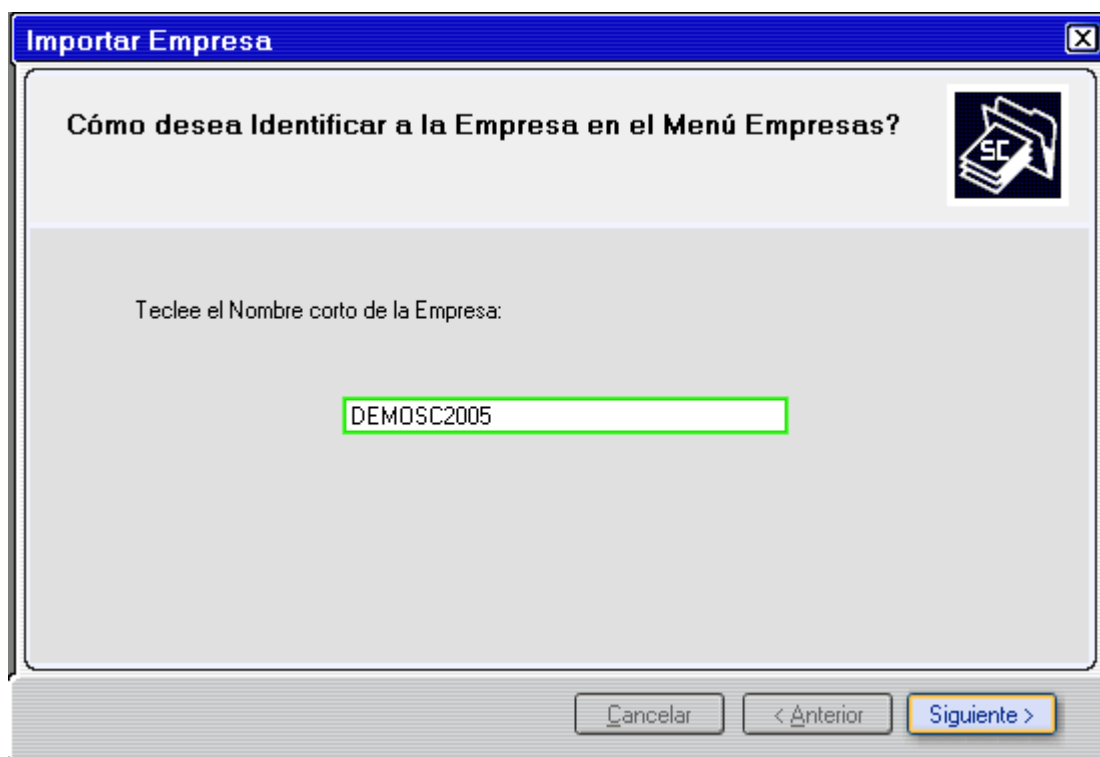 Importar Empresa
Cómo desea Identificar a la Empresa en el Menú Empresas?
SC
Teclee el Nombre corto de la Empresa:
DEMOSC2005
Cancelar
< Anterior
Siguiente >